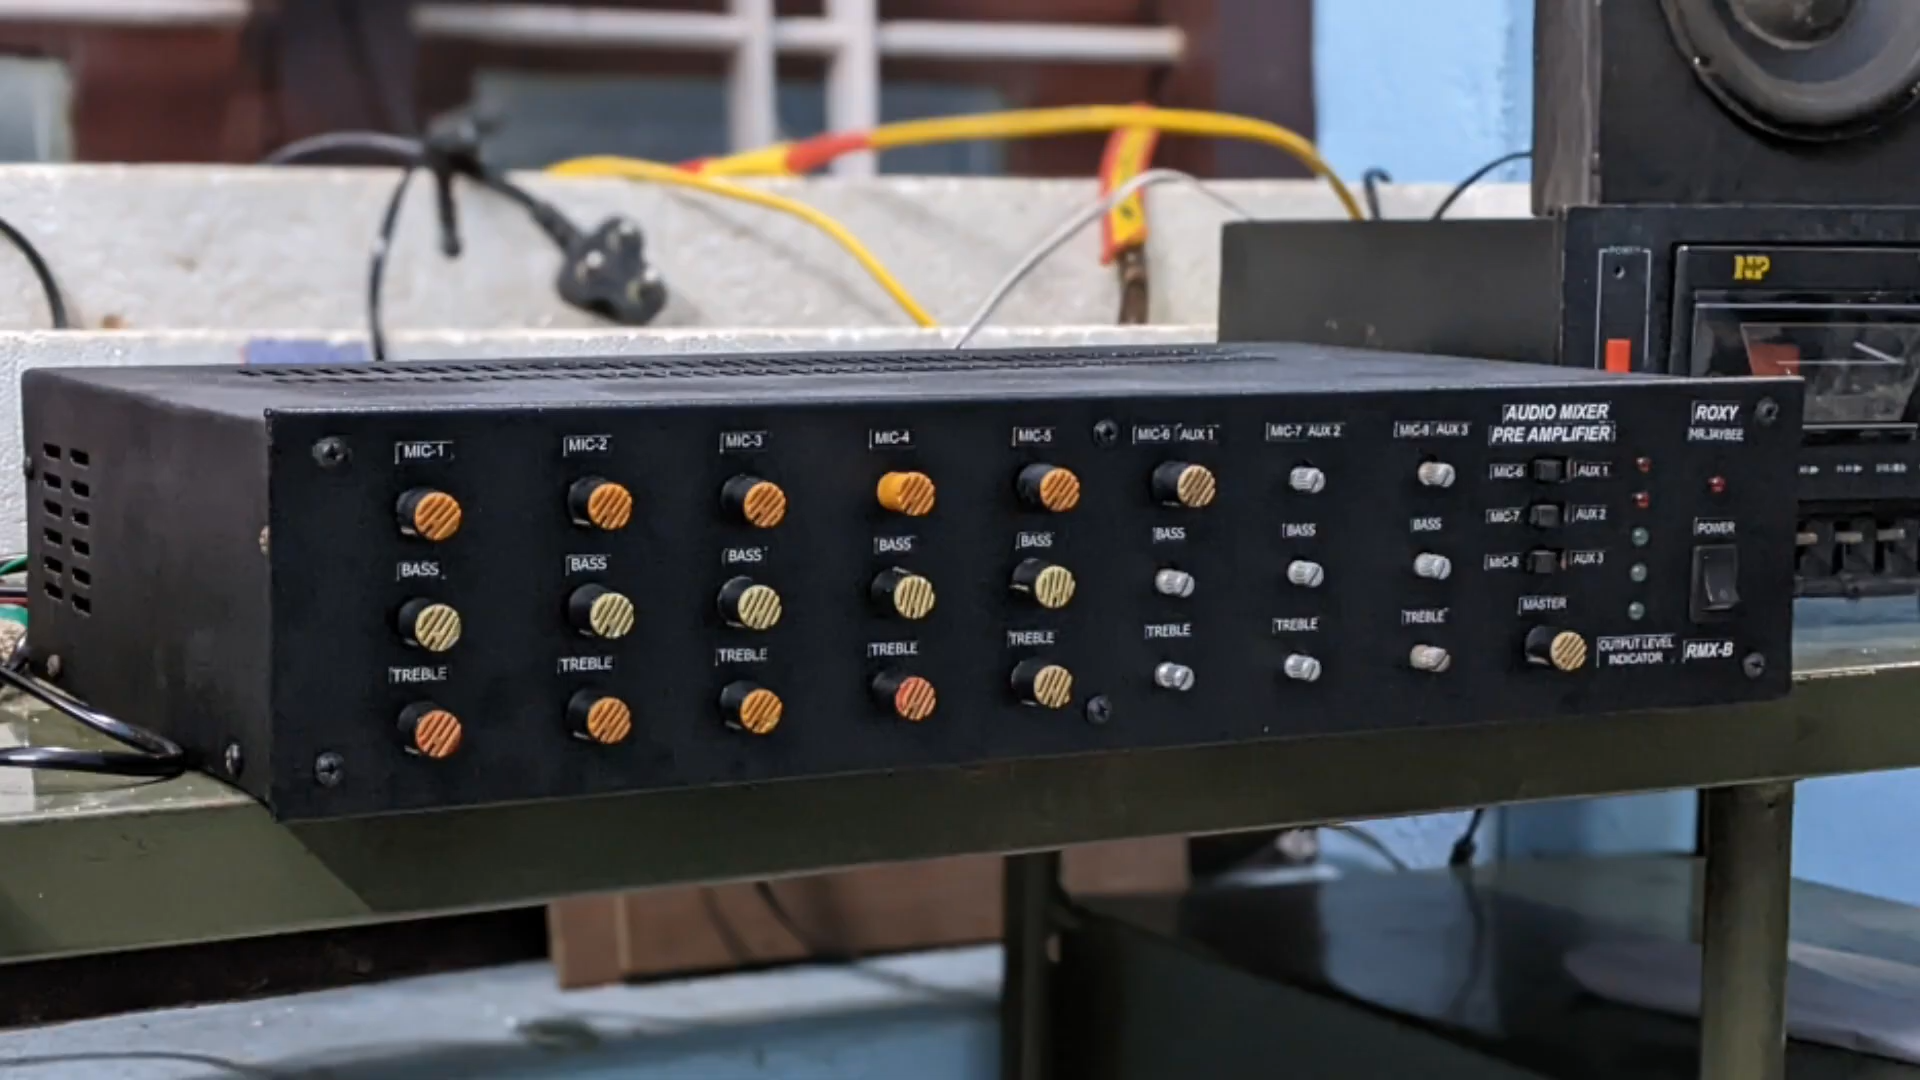 MIC-1
MIC-2
MIC-3
MIC-4
MIC-5
MIC-6 AUX 1
MIC-7 AUX 2
MIC-8 AUX 3
BASS
BASS
BASS
BASS
BASS
BASS
BASS
BASS
TREBLE
TREBLE
TREBLE
TREBLE
TREBLE
TREBLE
TREBLE
TREBLE
AUDIO MIXER
PRE AMPLIFIER
MIC-6 AUX 1
MIC-7 AUX 2
MIC-8 AUX 3
MASTER
OUTPUT LEVEL
INDICATOR
ROXY
MR.JAYBEE
POWER
RMX-B
POWER
NP